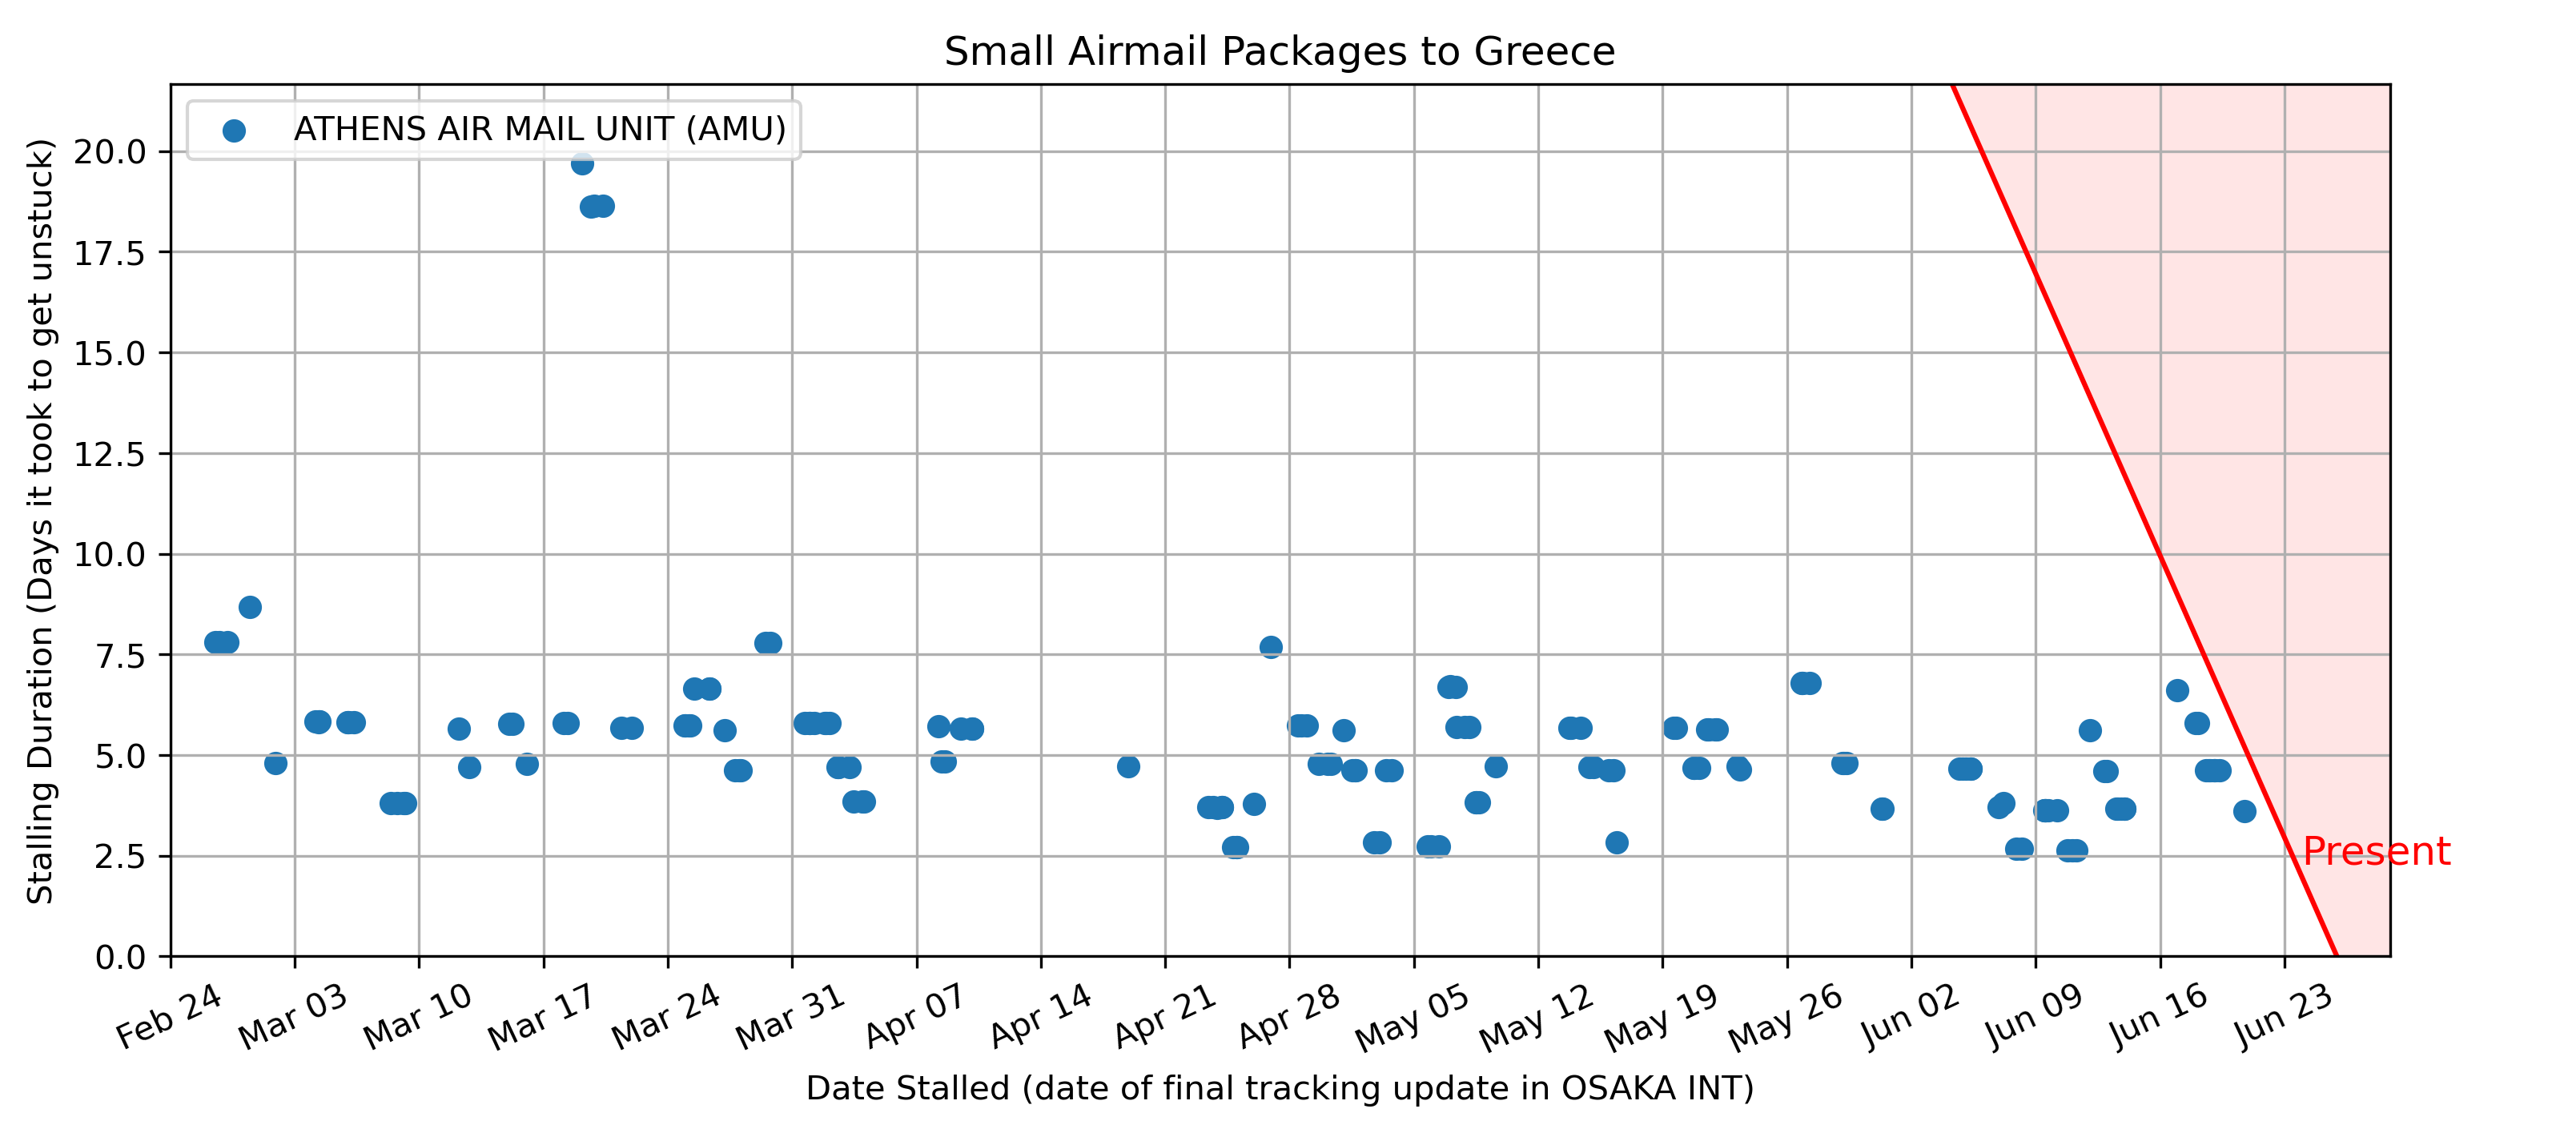 Small Airmail Packages to Greece
ATHENS AIR MAIL UNIT (AMU)
Stalling Duration (Days it took to get unstuck)
20.0
17.5
15.0
12.5
10.0
7.5
5.0
2.5
0.0
Present
Feb 24
Mar 03
Mar 10
Mar 17
Mar 24
Mar 31
Apr 07
Apr 14
Apr 21
Apr 28
May 05
May 12
May 19
May 26
Jun 02
Jun 09
Jun 16
Jun 23
Date Stalled (date of final tracking update in OSAKA INT)